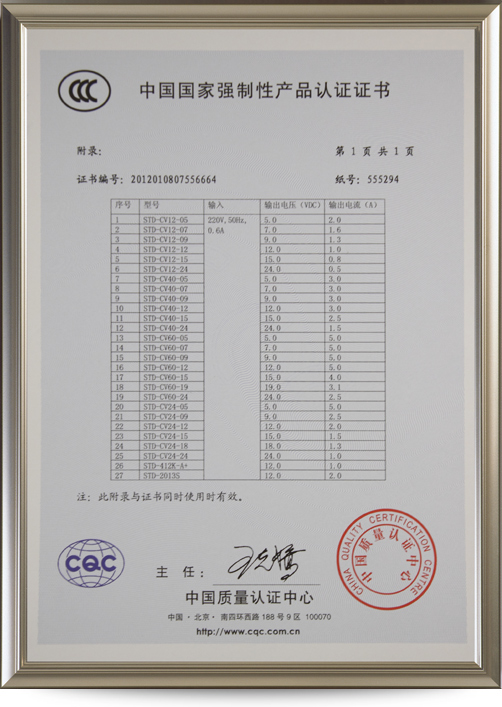 CCC
中国国家强制性产品认证证书
附录: 第 1 页 共 1 页
证书编号: 2012010807556664 纸号: 555294
序号 型号 输入 输出电压(VDC) 输出电流(A)
1 STD-CV12-05 220V,50Hz, 5.0 2.0
2 STD-CV12-07 0.6A 7.0 1.6
3 STD-CV12-09 9.0 1.3
4 STD-CV12-12 12.0 1.0
5 STD-CV12-15 15.0 0.8
6 STD-CV12-24 24.0 0.5
7 STD-CV40-05 5.0 3.0
8 STD-CV40-07 7.0 3.0
9 STD-CV40-09 9.0 3.0
10 STD-CV40-12 12.0 3.0
11 STD-CV40-15 15.0 2.5
12 STD-CV40-24 24.0 1.5
13 STD-CV60-05 5.0 5.0
14 STD-CV60-07 7.0 5.0
15 STD-CV60-09 9.0 5.0
16 STD-CV60-12 12.0 5.0
17 STD-CV60-15 15.0 4.0
18 STD-CV60-19 19.0 3.1
19 STD-CV60-24 24.0 2.5
20 STD-CV24-05 5.0 5.0
21 STD-CV24-09 9.0 2.5
22 STD-CV24-12 12.0 2.0
23 STD-CV24-15 15.0 1.5
24 STD-CV24-18 18.0 1.3
25 STD-CV24-24 24.0 1.0
26 STD-412K-A+ 12.0 1.0
27 STD-2013S 12.0 2.0
注: 此附录与证书同时使用时有效。
CHINA QUALITY CERTIFICATION CENTRE
中国质量认证中心
CQC
主 任:
中国质量认证中心
中国·北京·南四环西路 188 号 9 区 100070
http://www.cqc.com.cn